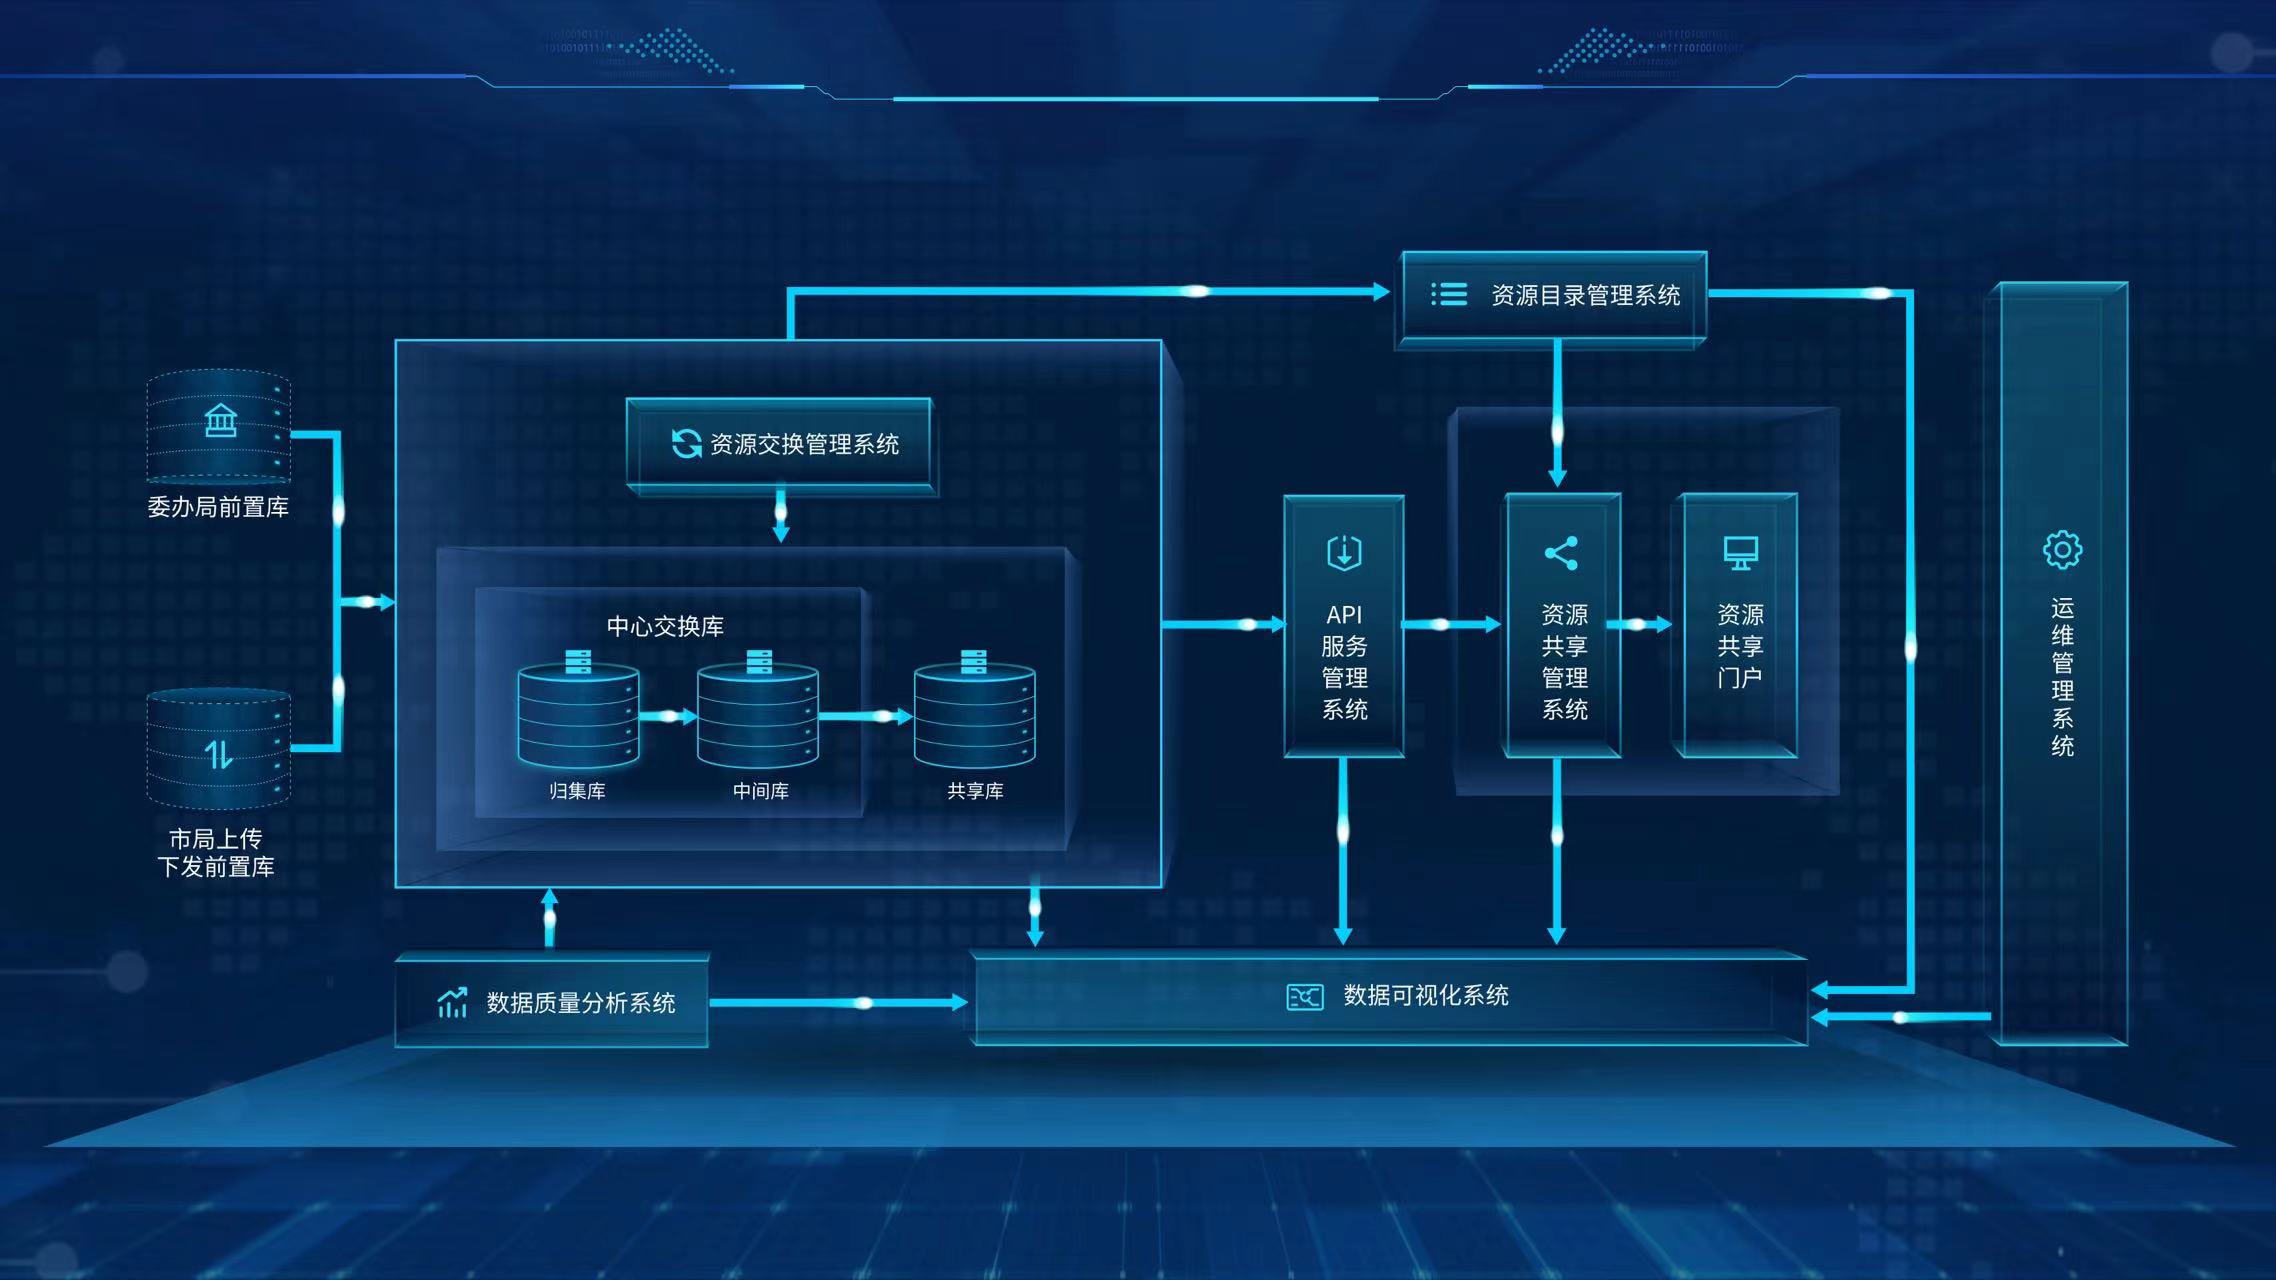 资源目录管理系统
资源交换管理系统
委办局前置库
中心交换库
归集库
中间库
共享库
市局上传
下发前置库
API
服务
管理
系统
资源
共享
管理
系统
资源
共享
门户
运维管理系统
数据质量分析系统
数据可视化系统